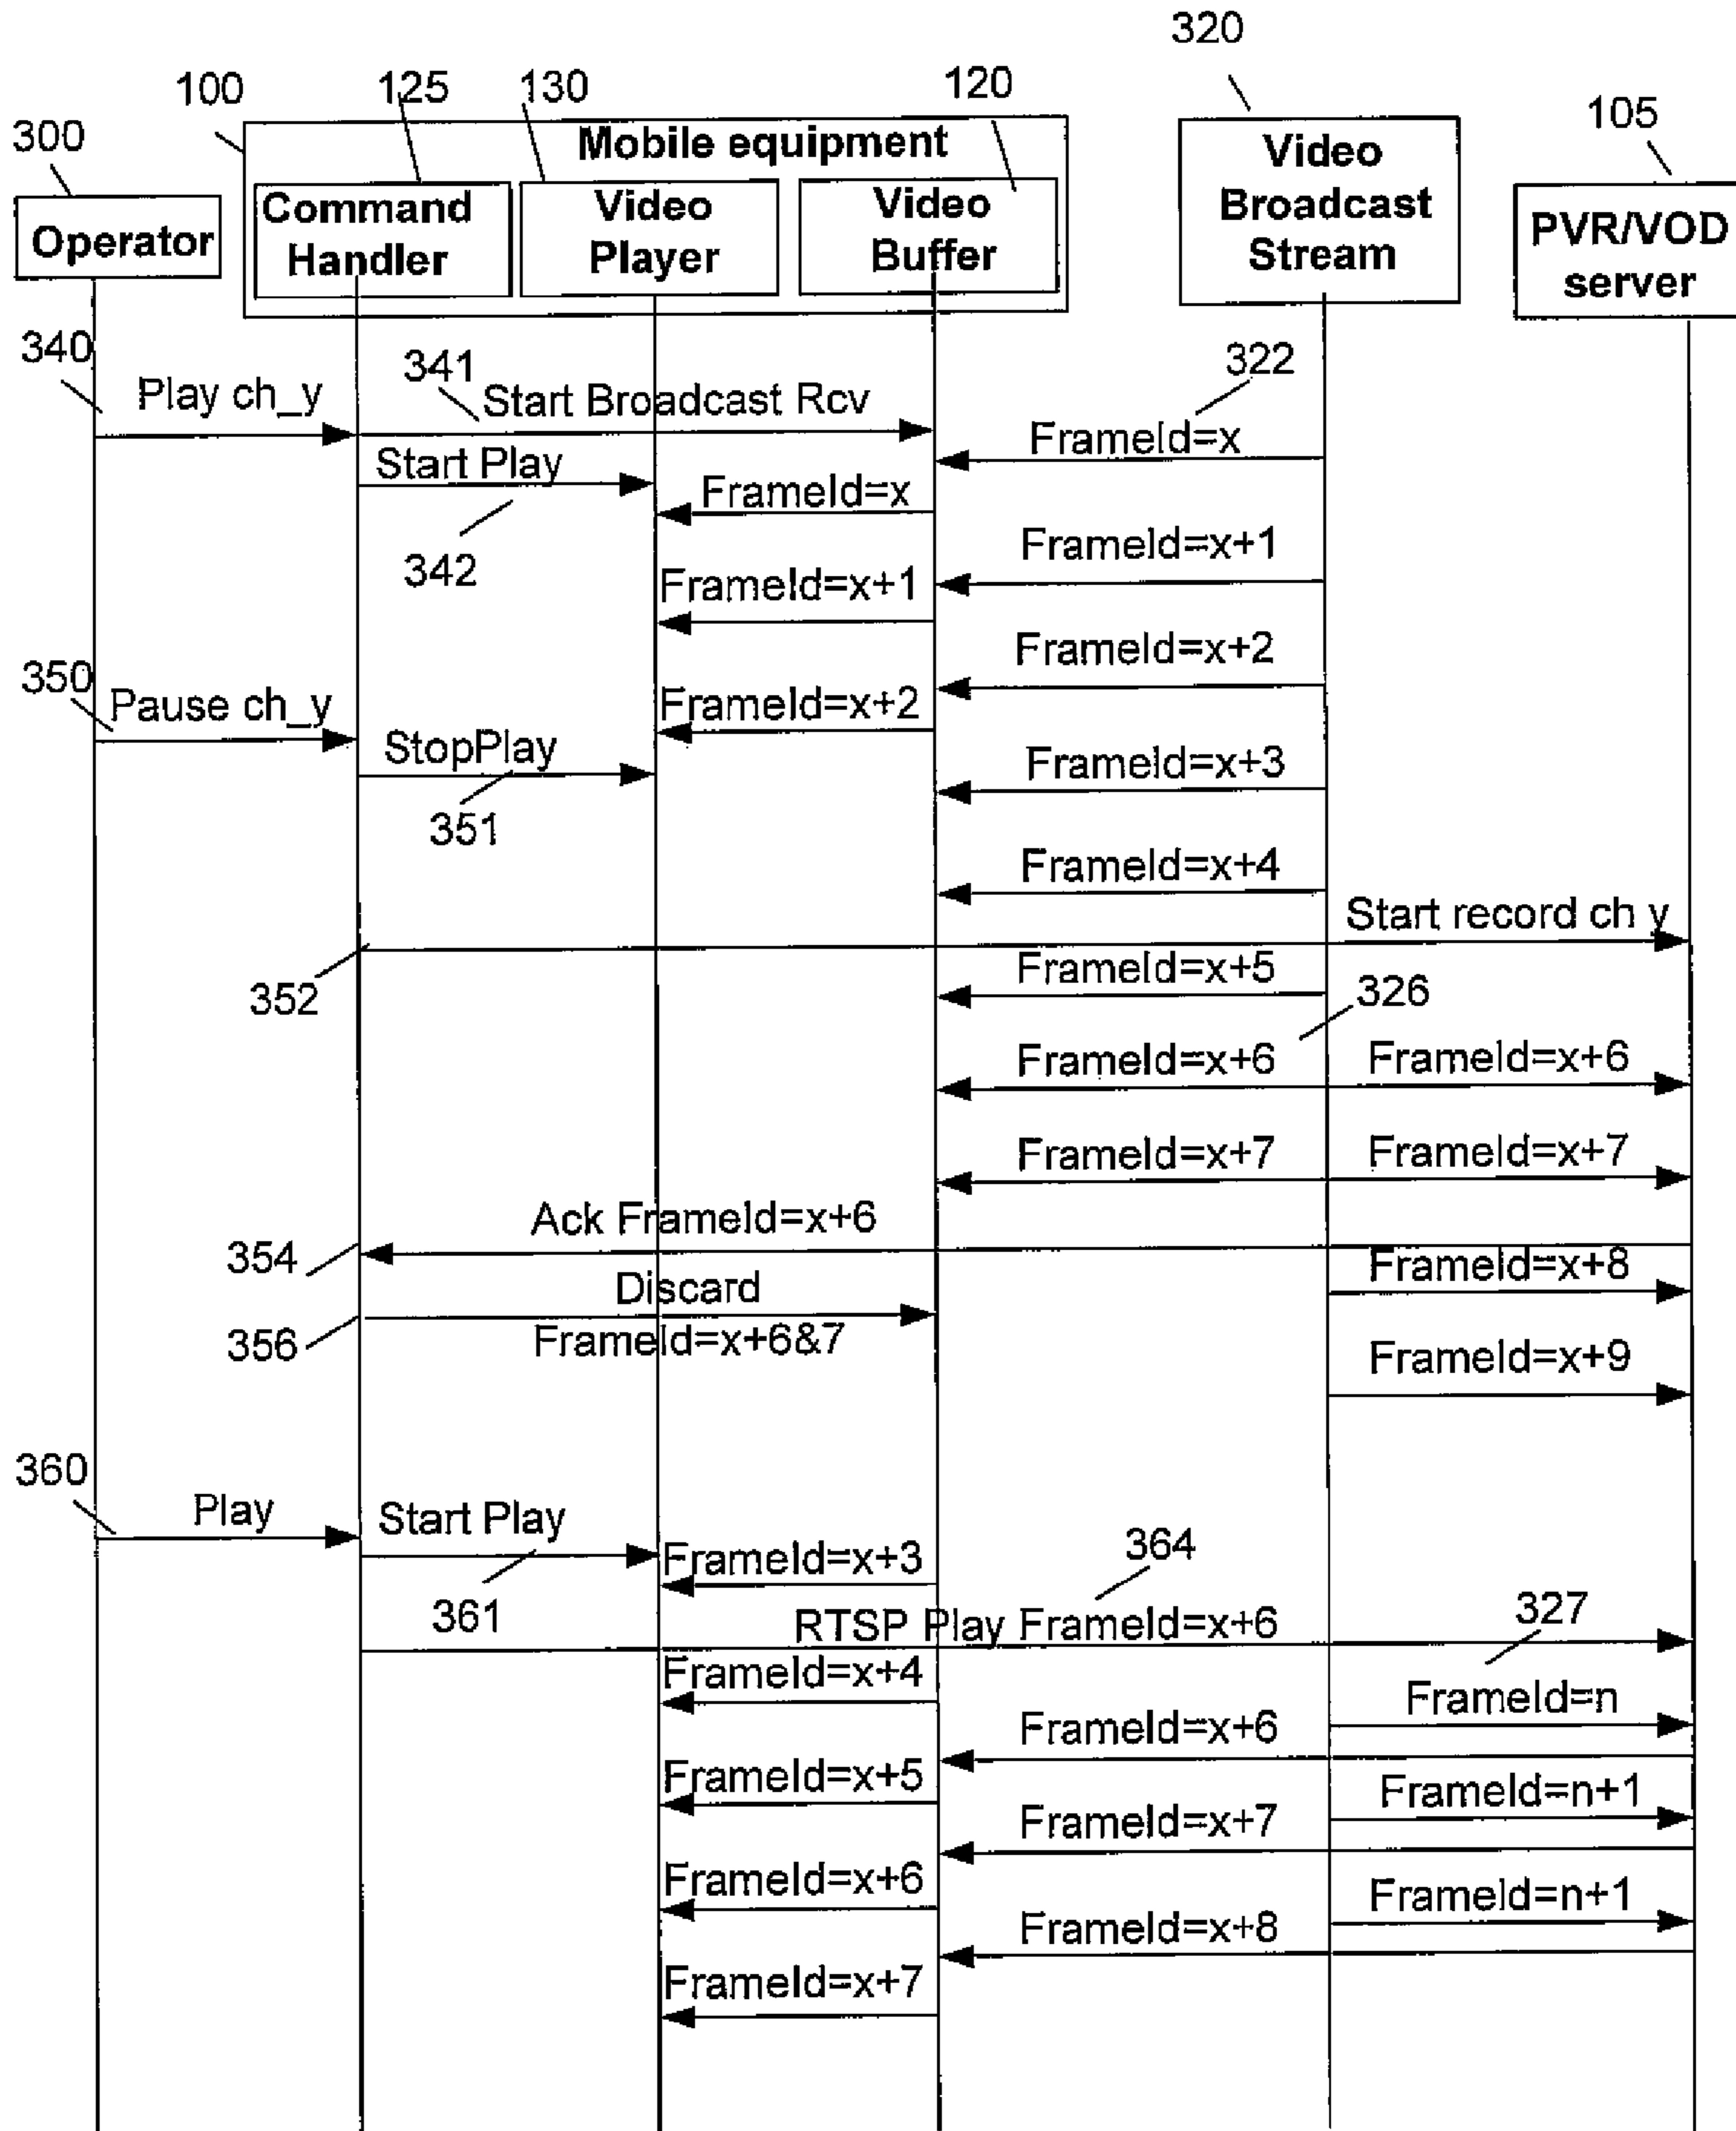 320
100
125
130
120
105
300
Mobile equipment
Video
Broadcast
Stream
Command
Handler
Video
Player
Video
Buffer
Operator
PVR/VOD
server
340
341
322
Play ch_y
Start Broadcast Rcv
FrameId=x
Start Play
FrameId=x
342
FrameId=x+1
FrameId=x+1
FrameId=x+2
350
Pause ch_y
FrameId=x+2
StopPlay
FrameId=x+3
351
FrameId=x+4
Start record ch y
352
FrameId=x+5
326
FrameId=x+6
FrameId=x+6
FrameId=x+7
FrameId=x+7
Ack FrameId=x+6
354
FrameId=x+8
Discard
FrameId=x+6&7
356
FrameId=x+9
360
Play
Start Play
FrameId=x+3
364
361
RTSP Play FrameId=x+6
327
FrameId=x+4
FrameId=n
FrameId=x+6
FrameId=x+5
FrameId=n+1
FrameId=x+7
FrameId=x+6
FrameId=n+1
FrameId=x+8
FrameId=x+7